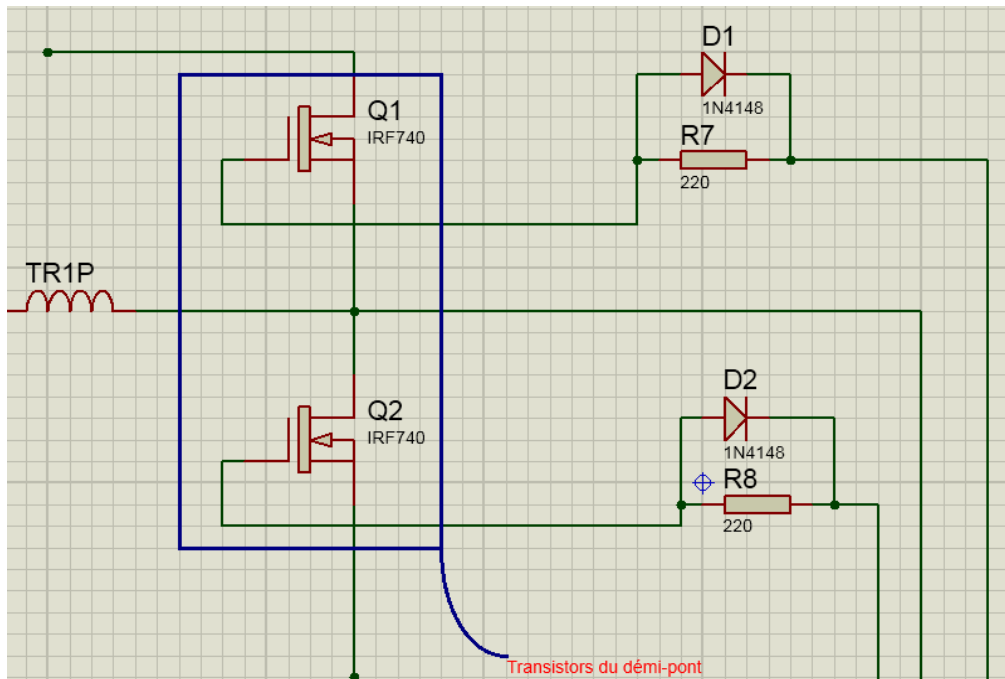 D1
1N4148
Q1
IRF740
R7
220
TR1P
D2
1N4148
Q2
IRF740
R8
220
Transistors du démi-pont